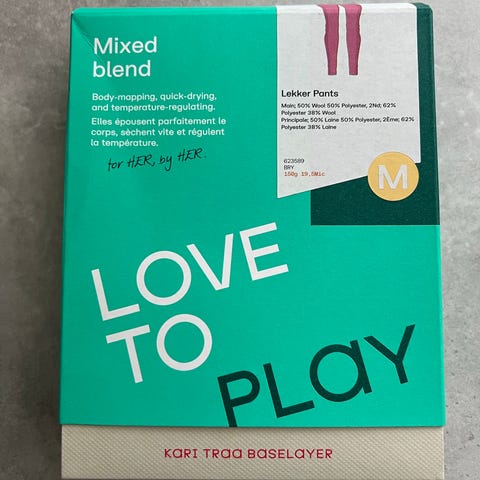 Mixed
blend
Body-mapping, quick-drying,
and temperature-regulating.
Elles épousent parfaitement le
corps, sèchent vite et régulent
la température.
for HER, by HER.
Lekker Pants
Main; 50% Wool 50% Polyester, 2Nd; 62%
Polyester 38% Wool
Principale; 50% Laine 50% Polyester, 2Ème; 62%
Polyester 38% Laine
623589
BRY
150g 19,5Mic
M
LOVE
TO
PLaY
KaRI TRaa BaSELAYER